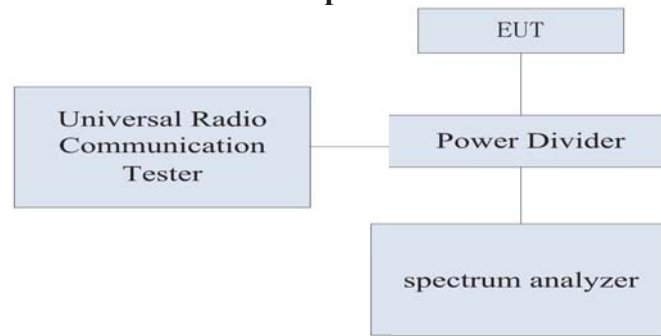 EUT
Universal Radio
Communication
Tester
Power Divider
spectrum analyzer